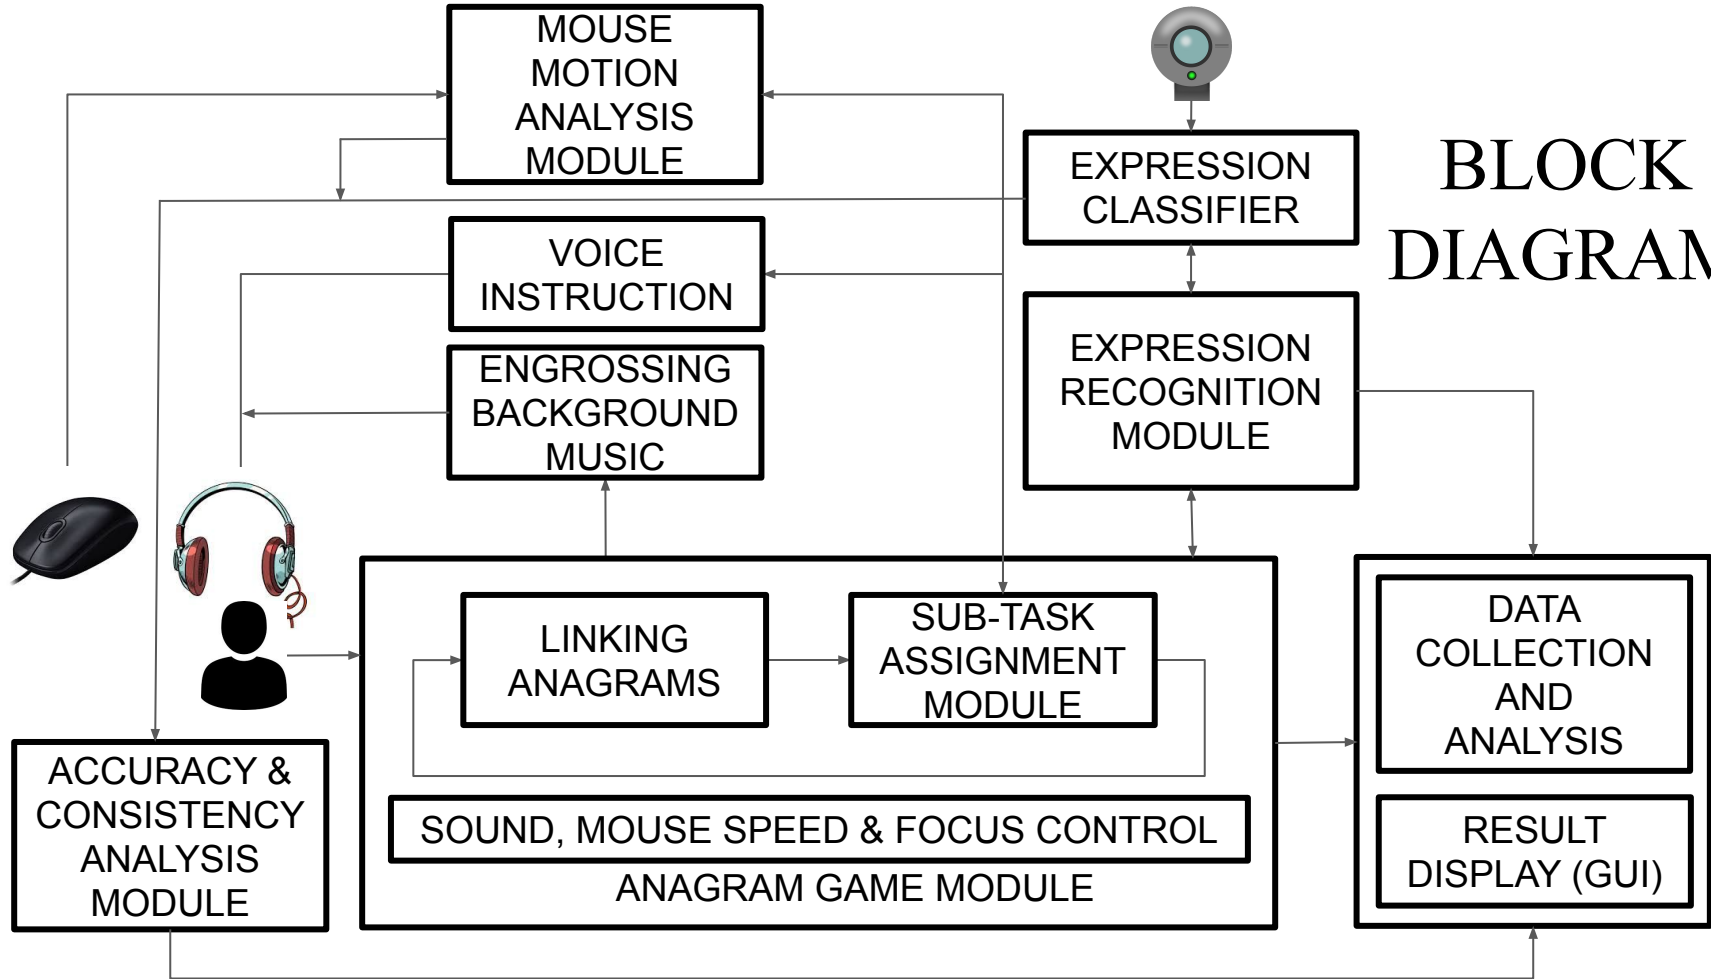 MOUSE
MOTION
ANALYSIS
MODULE
EXPRESSION
CLASSIFIER
BLOCK
DIAGRAM
VOICE
INSTRUCTION
ENGROSSING
BACKGROUND
MUSIC
EXPRESSION
RECOGNITION
MODULE
LINKING
ANAGRAMS
SUB-TASK
ASSIGNMENT
MODULE
DATA
COLLECTION
AND
ANALYSIS
ACCURACY &
CONSISTENCY
ANALYSIS
MODULE
SOUND, MOUSE SPEED & FOCUS CONTROL
ANAGRAM GAME MODULE
RESULT
DISPLAY (GUI)